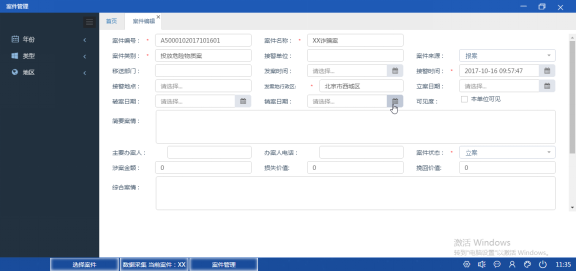 案件管理
首页 案件编辑
年份
类型
地区
案件编号： * A5000102017101601 案件名称： * XX诈骗案
案件类别： * 投放危险物质案 接警单位： 案件来源： 报案
移送部门： 发案时间： 请选择... 接警时间： * 2017-10-16 09:57:47
接警地点： 请选择... 发案地行政区： * 北京市西城区 立案日期： 请选择...
破案日期： 请选择... 销案日期： 请选择... 可见度： 本单位可见
简要案情：
主要办案人： 办案人电话： 案件状态： * 立案
涉案金额： 0 损失价值： 0 挽回价值： 0
综合案情：
激活 Windows
转到"电脑设置"以激活 Windows。
选择案件 数据采集 当前案件：XX 案件管理 11:35